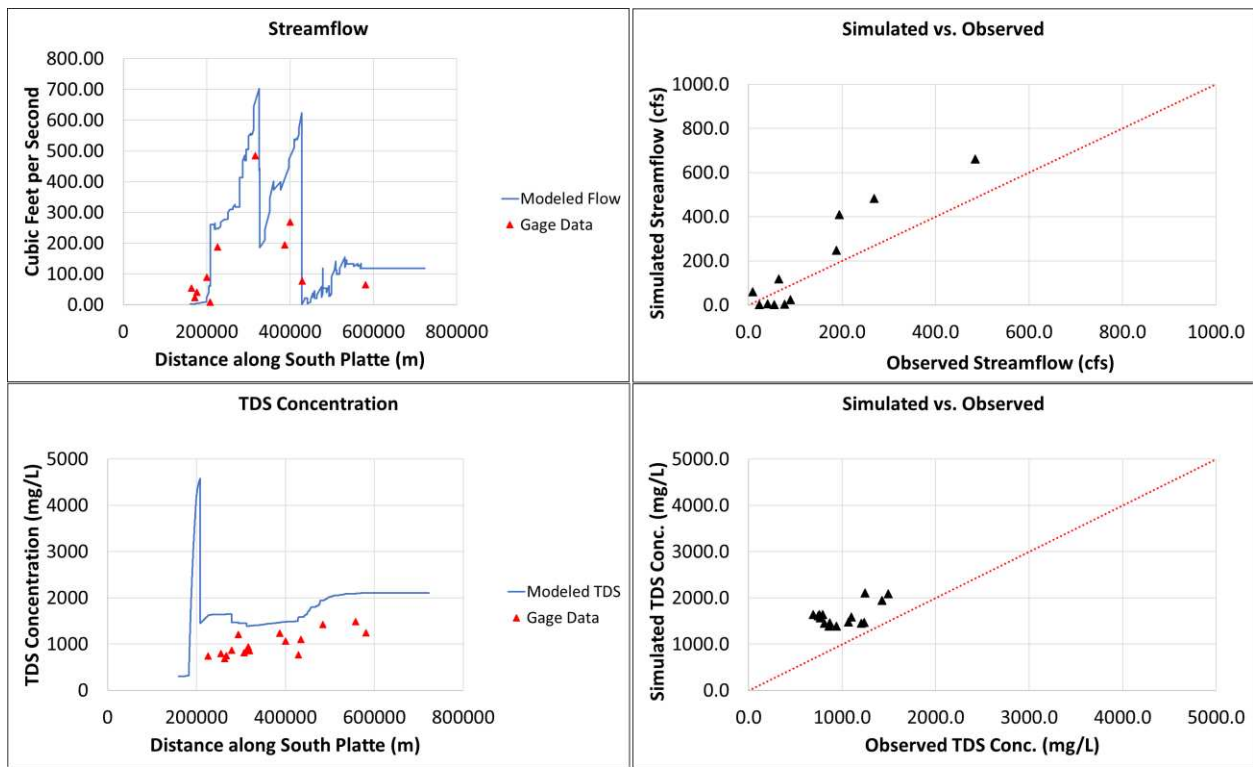 Streamflow
800.00
700.00
600.00
500.00
400.00
300.00
200.00
100.00
0.00
0 200000 400000 600000 800000
Cubic Feet per Second
Distance along South Platte (m)
Modeled Flow
Gage Data
Simulated vs. Observed
1000.0
800.0
600.0
400.0
200.0
0.0
0.0 200.0 400.0 600.0 800.0 1000.0
Simulated Streamflow (cfs)
Observed Streamflow (cfs)
TDS Concentration
5000
4000
3000
2000
1000
0
0 200000 400000 600000 800000
TDS Concentration (mg/L)
Distance along South Platte (m)
Modeled TDS
Gage Data
Simulated vs. Observed
5000.0
4000.0
3000.0
2000.0
1000.0
0.0
0.0 1000.0 2000.0 3000.0 4000.0 5000.0
Simulated TDS Conc. (mg/L)
Observed TDS Conc. (mg/L)